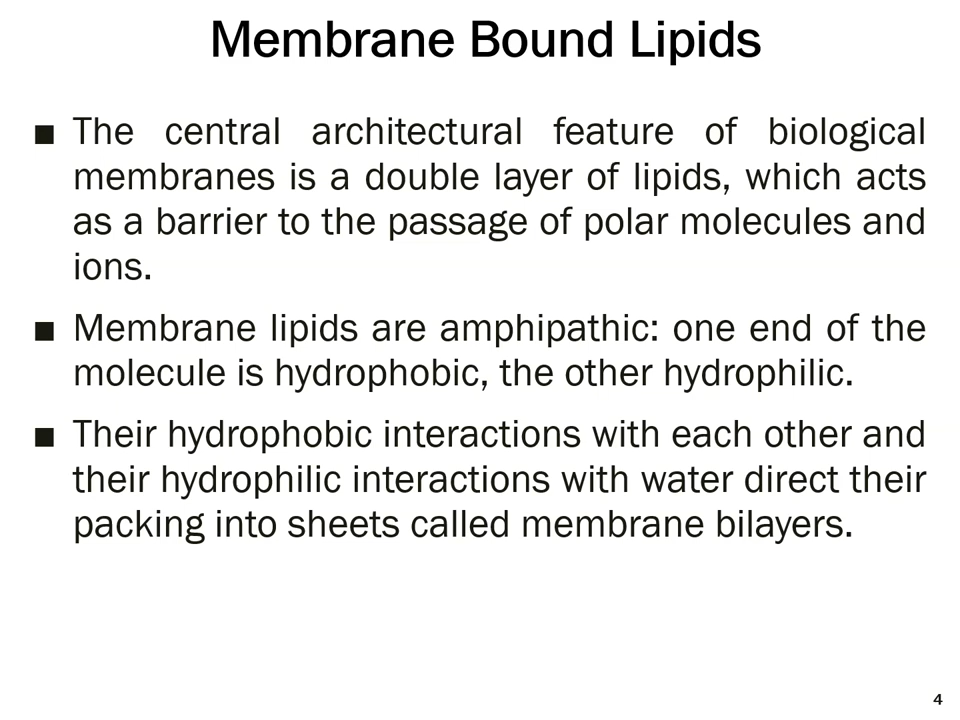 Membrane Bound Lipids
■ The central architectural feature of biological
membranes is a double layer of lipids, which acts
as a barrier to the passage of polar molecules and
ions.
■ Membrane lipids are amphipathic: one end of the
molecule is hydrophobic, the other hydrophilic.
■ Their hydrophobic interactions with each other and
their hydrophilic interactions with water direct their
packing into sheets called membrane bilayers.
4